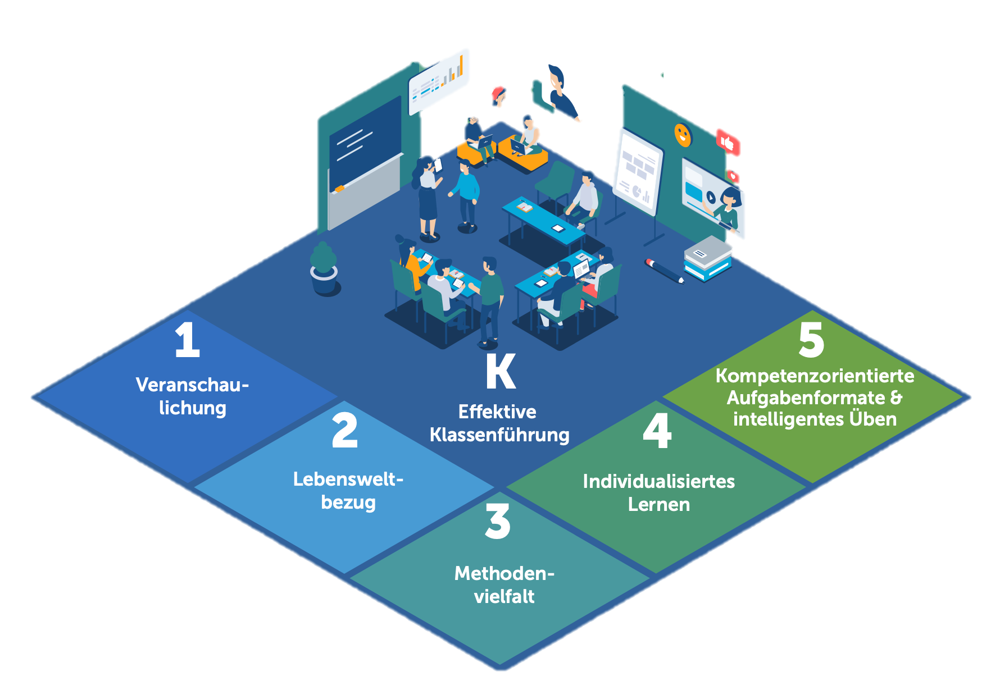 1
Veranschau-
lichung
2
Lebenswelt-
bezug
3
Methoden-
vielfalt
K
Effektive
Klassenführung
4
Individualisiertes
Lernen
5
Kompetenzorientierte
Aufgabenformate &
intelligentes Üben